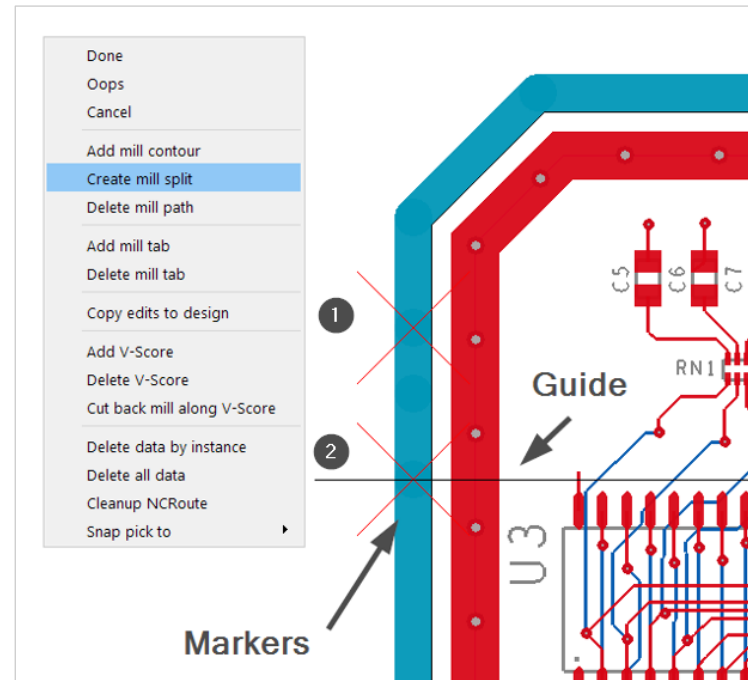 Done
Oops
Cancel
Add mill contour
Create mill split
Delete mill path
Add mill tab
Delete mill tab
Copy edits to design
Add V-Score
Delete V-Score
Cut back mill along V-Score
Delete data by instance
Delete all data
Cleanup NCRoute
Snap pick to
1
2
Guide
Markers
C5
C6
C7
RN1
U3